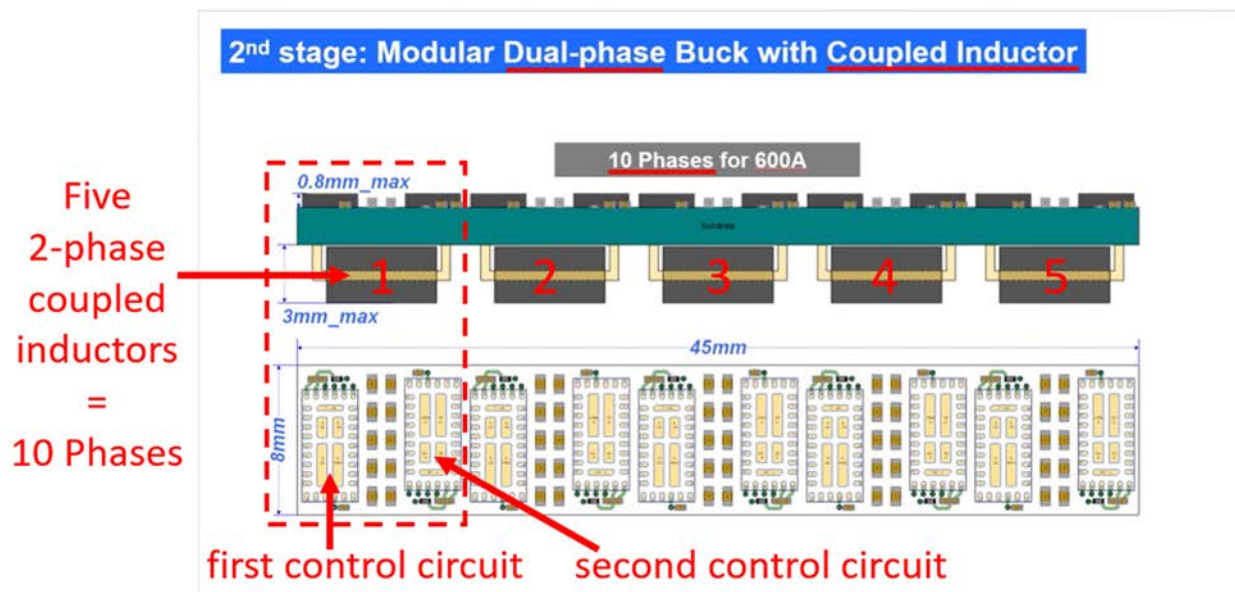 2nd stage: Modular Dual-phase Buck with Coupled Inductor
10 Phases for 600A
0.8mm_max
Five
2-phase
coupled
inductors
=
10 Phases
1 2 3 4 5
3mm_max
45mm
8mm
first control circuit second control circuit